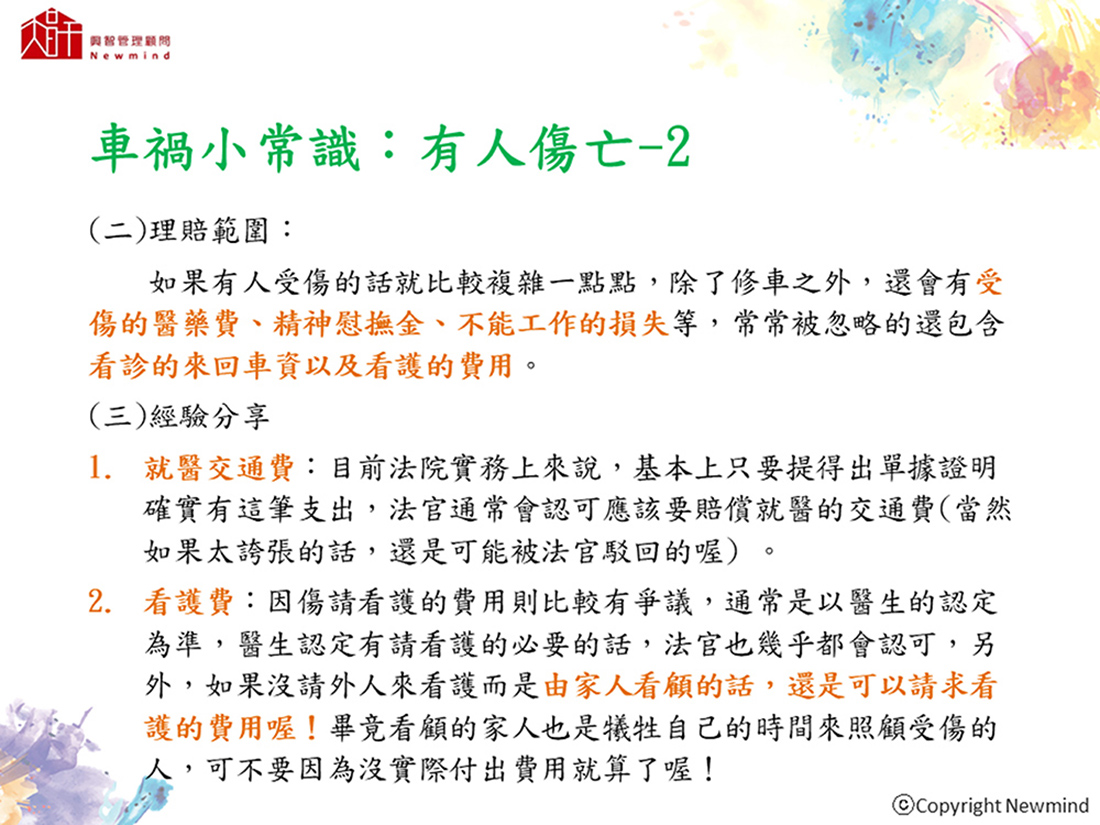 興智管理顧問
Newmind
車禍小常識：有人傷亡-2
(二)理賠範圍：
如果有人受傷的話就比較複雜一點點，除了修車之外，還會有受
傷的醫藥費、精神慰撫金、不能工作的損失等，常常被忽略的還包含
看診的來回車資以及看護的費用。
(三)經驗分享
1. 就醫交通費：目前法院實務上來說，基本上只要提得出單據證明
確實有這筆支出，法官通常會認可應該要賠償就醫的交通費(當然
如果太誇張的話，還是可能被法官駁回的喔) 。
2. 看護費：因傷請看護的費用則比較有爭議，通常是以醫生的認定
為準，醫生認定有請看護的必要的話，法官也幾乎都會認可，另
外，如果沒請外人來看護而是由家人看顧的話，還是可以請求看
護的費用喔！畢竟看顧的家人也是犧牲自己的時間來照顧受傷的
人，可不要因為沒實際付出費用就算了喔！
©Copyright Newmind